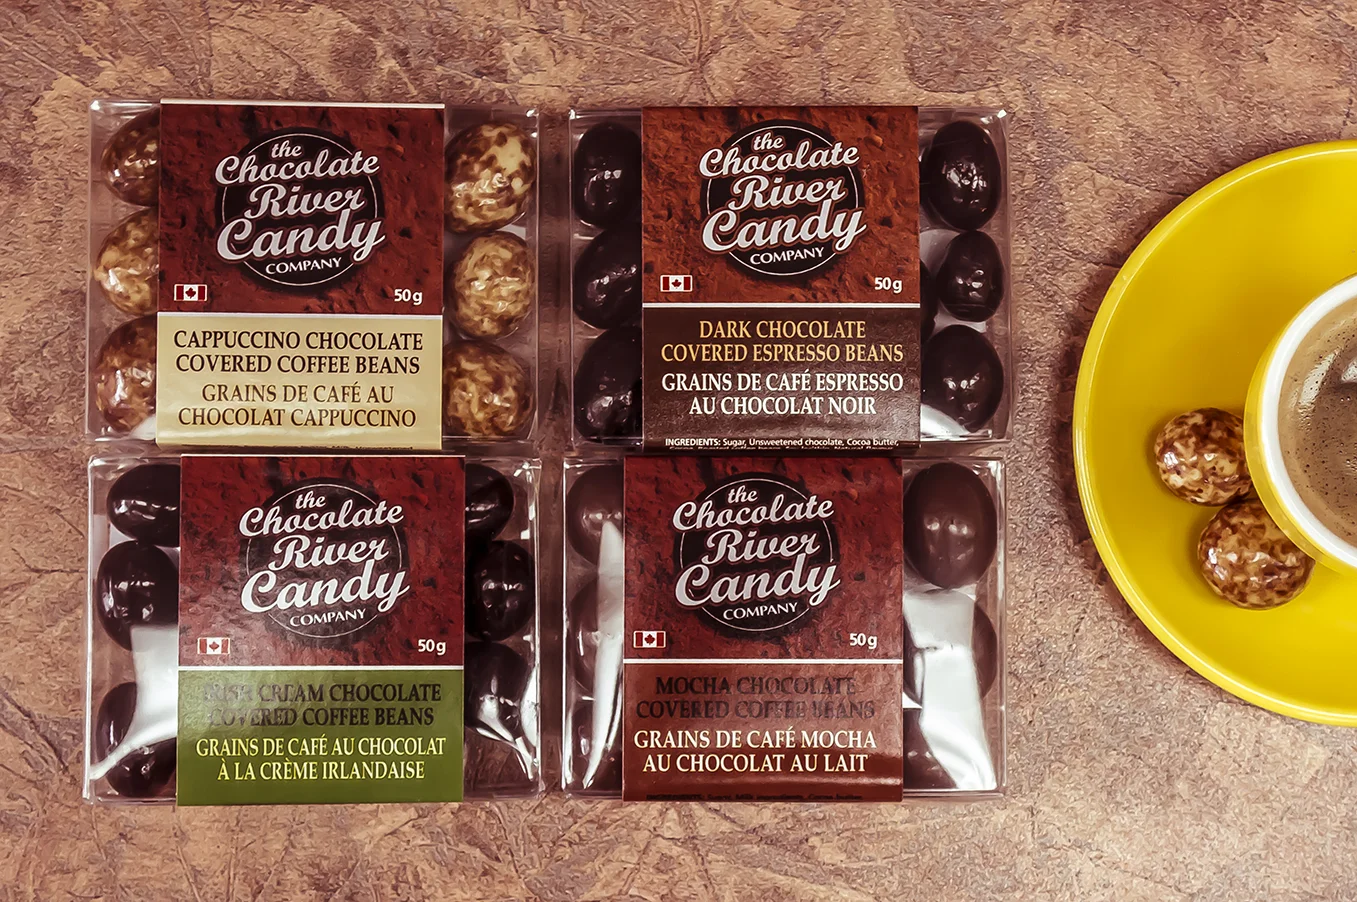 the
Chocolate
River
Candy
COMPANY
50g
CAPPUCCINO CHOCOLATE
COVERED COFFEE BEANS
GRAINS DE CAFÉ AU
CHOCOLAT CAPPUCCINO
the
Chocolate
River
Candy
COMPANY
50g
DARK CHOCOLATE
COVERED ESPRESSO BEANS
GRAINS DE CAFÉ ESPRESSO
AU CHOCOLAT NOIR
INGREDIENTS: Sugar, Unsweetened chocolate, Cocoa butter,
the
Chocolate
River
Candy
COMPANY
50g
IRISH CREAM CHOCOLATE
COVERED COFFEE BEANS
GRAINS DE CAFÉ AU CHOCOLAT
À LA CRÈME IRLANDAISE
the
Chocolate
River
Candy
COMPANY
50g
MOCHA CHOCOLATE
COVERED COFFEE BEANS
GRAINS DE CAFÉ MOCHA
AU CHOCOLAT AU LAIT